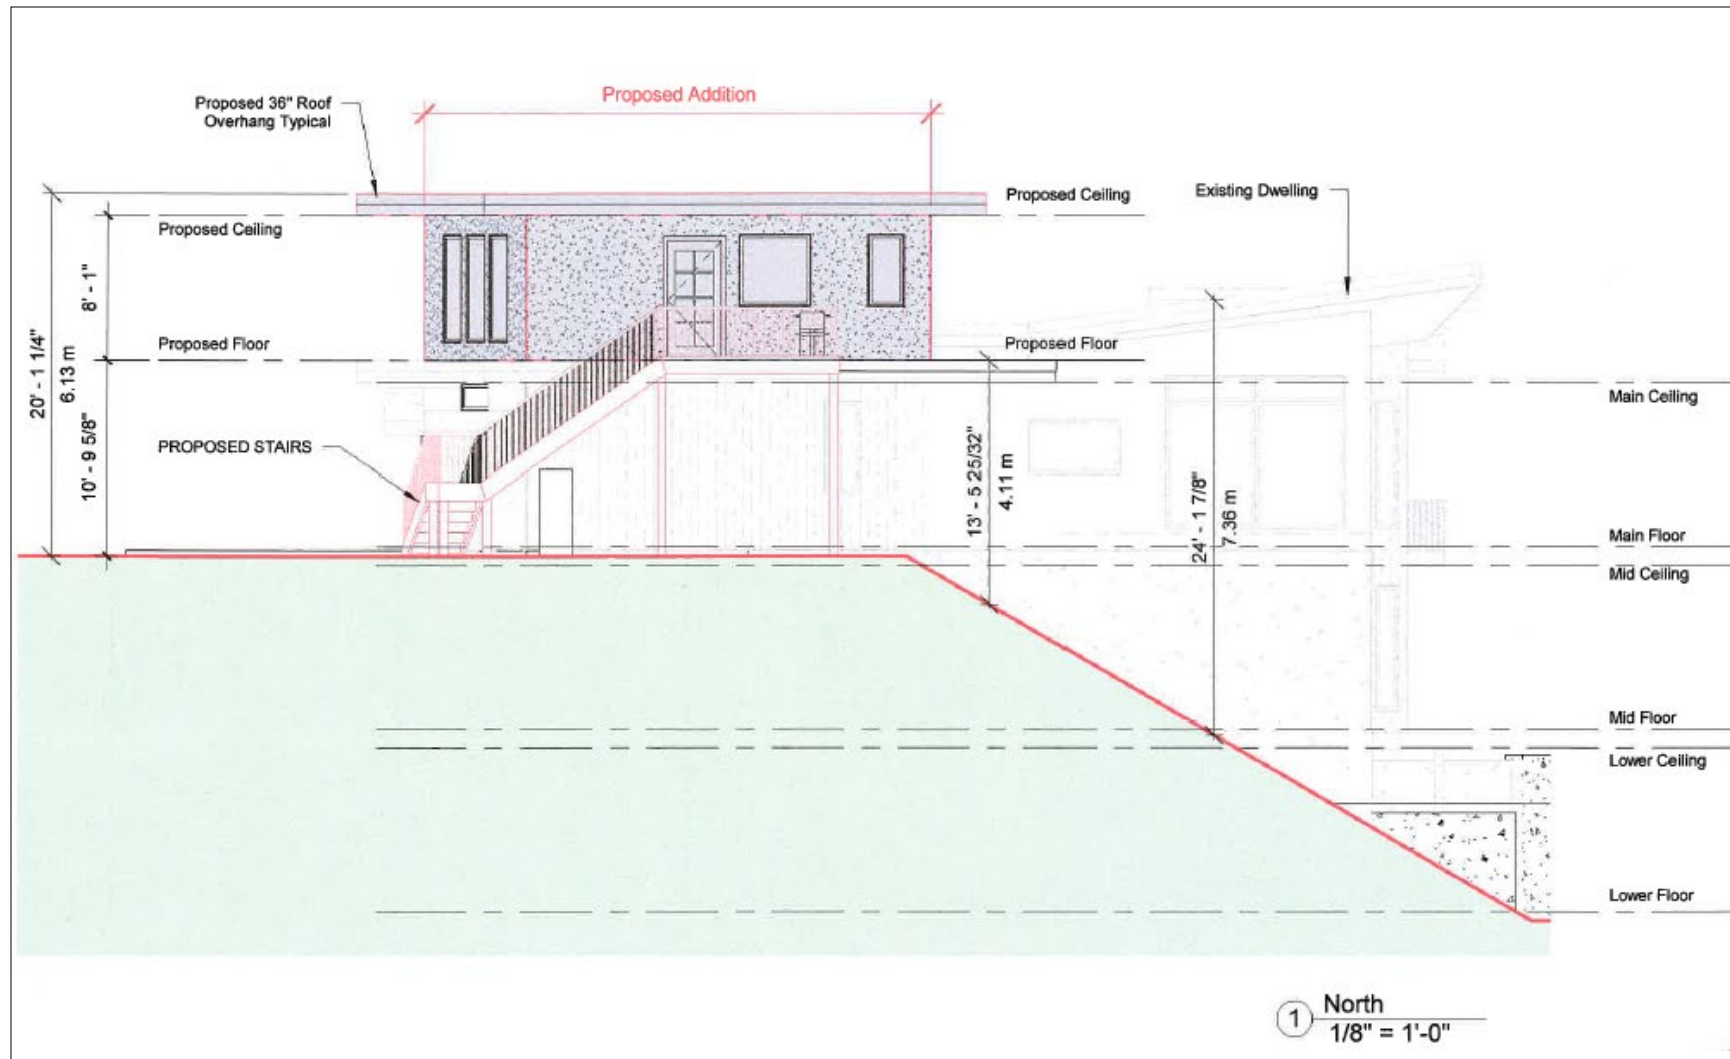 Proposed Addition
Proposed 36" Roof
Overhang Typical
Proposed Ceiling
Existing Dwelling
Proposed Ceiling
8' - 1"
20' - 1 1/4"
6.13 m
Proposed Floor
Proposed Floor
Main Ceiling
PROPOSED STAIRS
10' - 9 5/8"
13' - 5 25/32"
4.11 m
24' - 1 7/8"
7.36 m
Main Floor
Mid Ceiling
Mid Floor
Lower Ceiling
Lower Floor
1
North
1/8" = 1'-0"